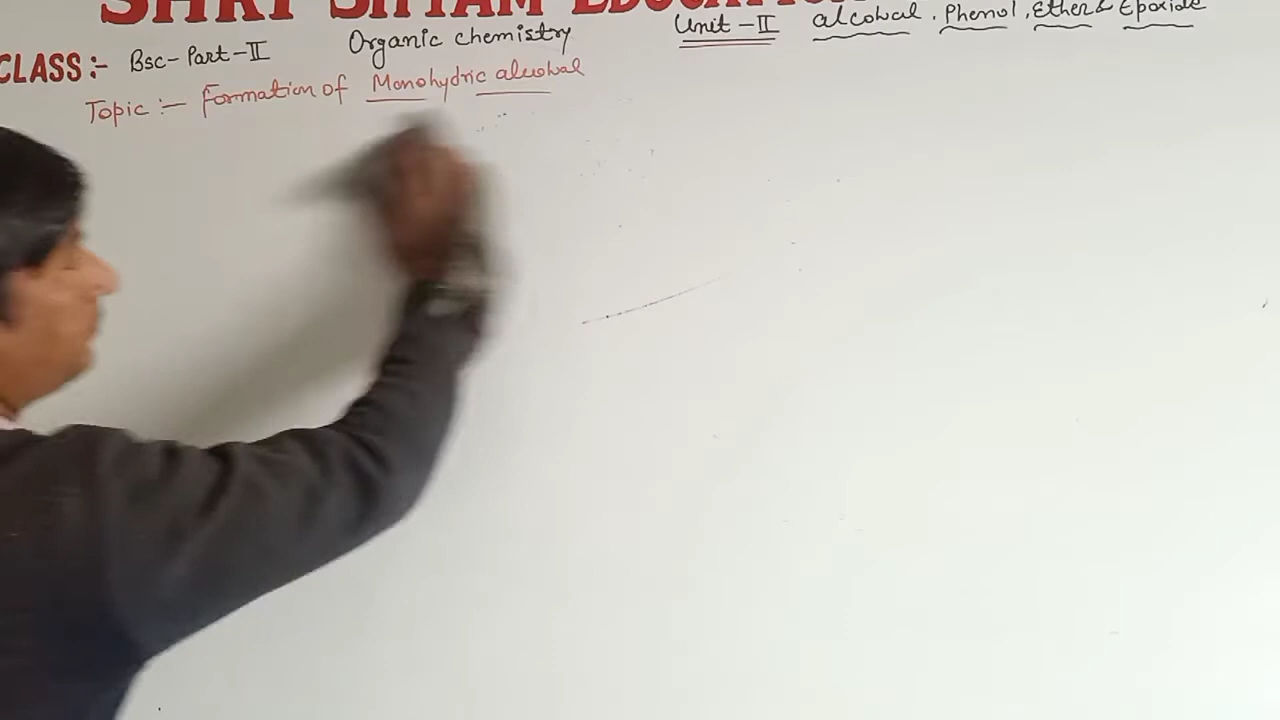 SHRI SHYAM EDUCATION
CLASS:- Bsc-Part-II Organic chemistry Unit-II alcohal, Phenol, Ether & Epoxide
Topic:- Formation of Monohydric alcohal